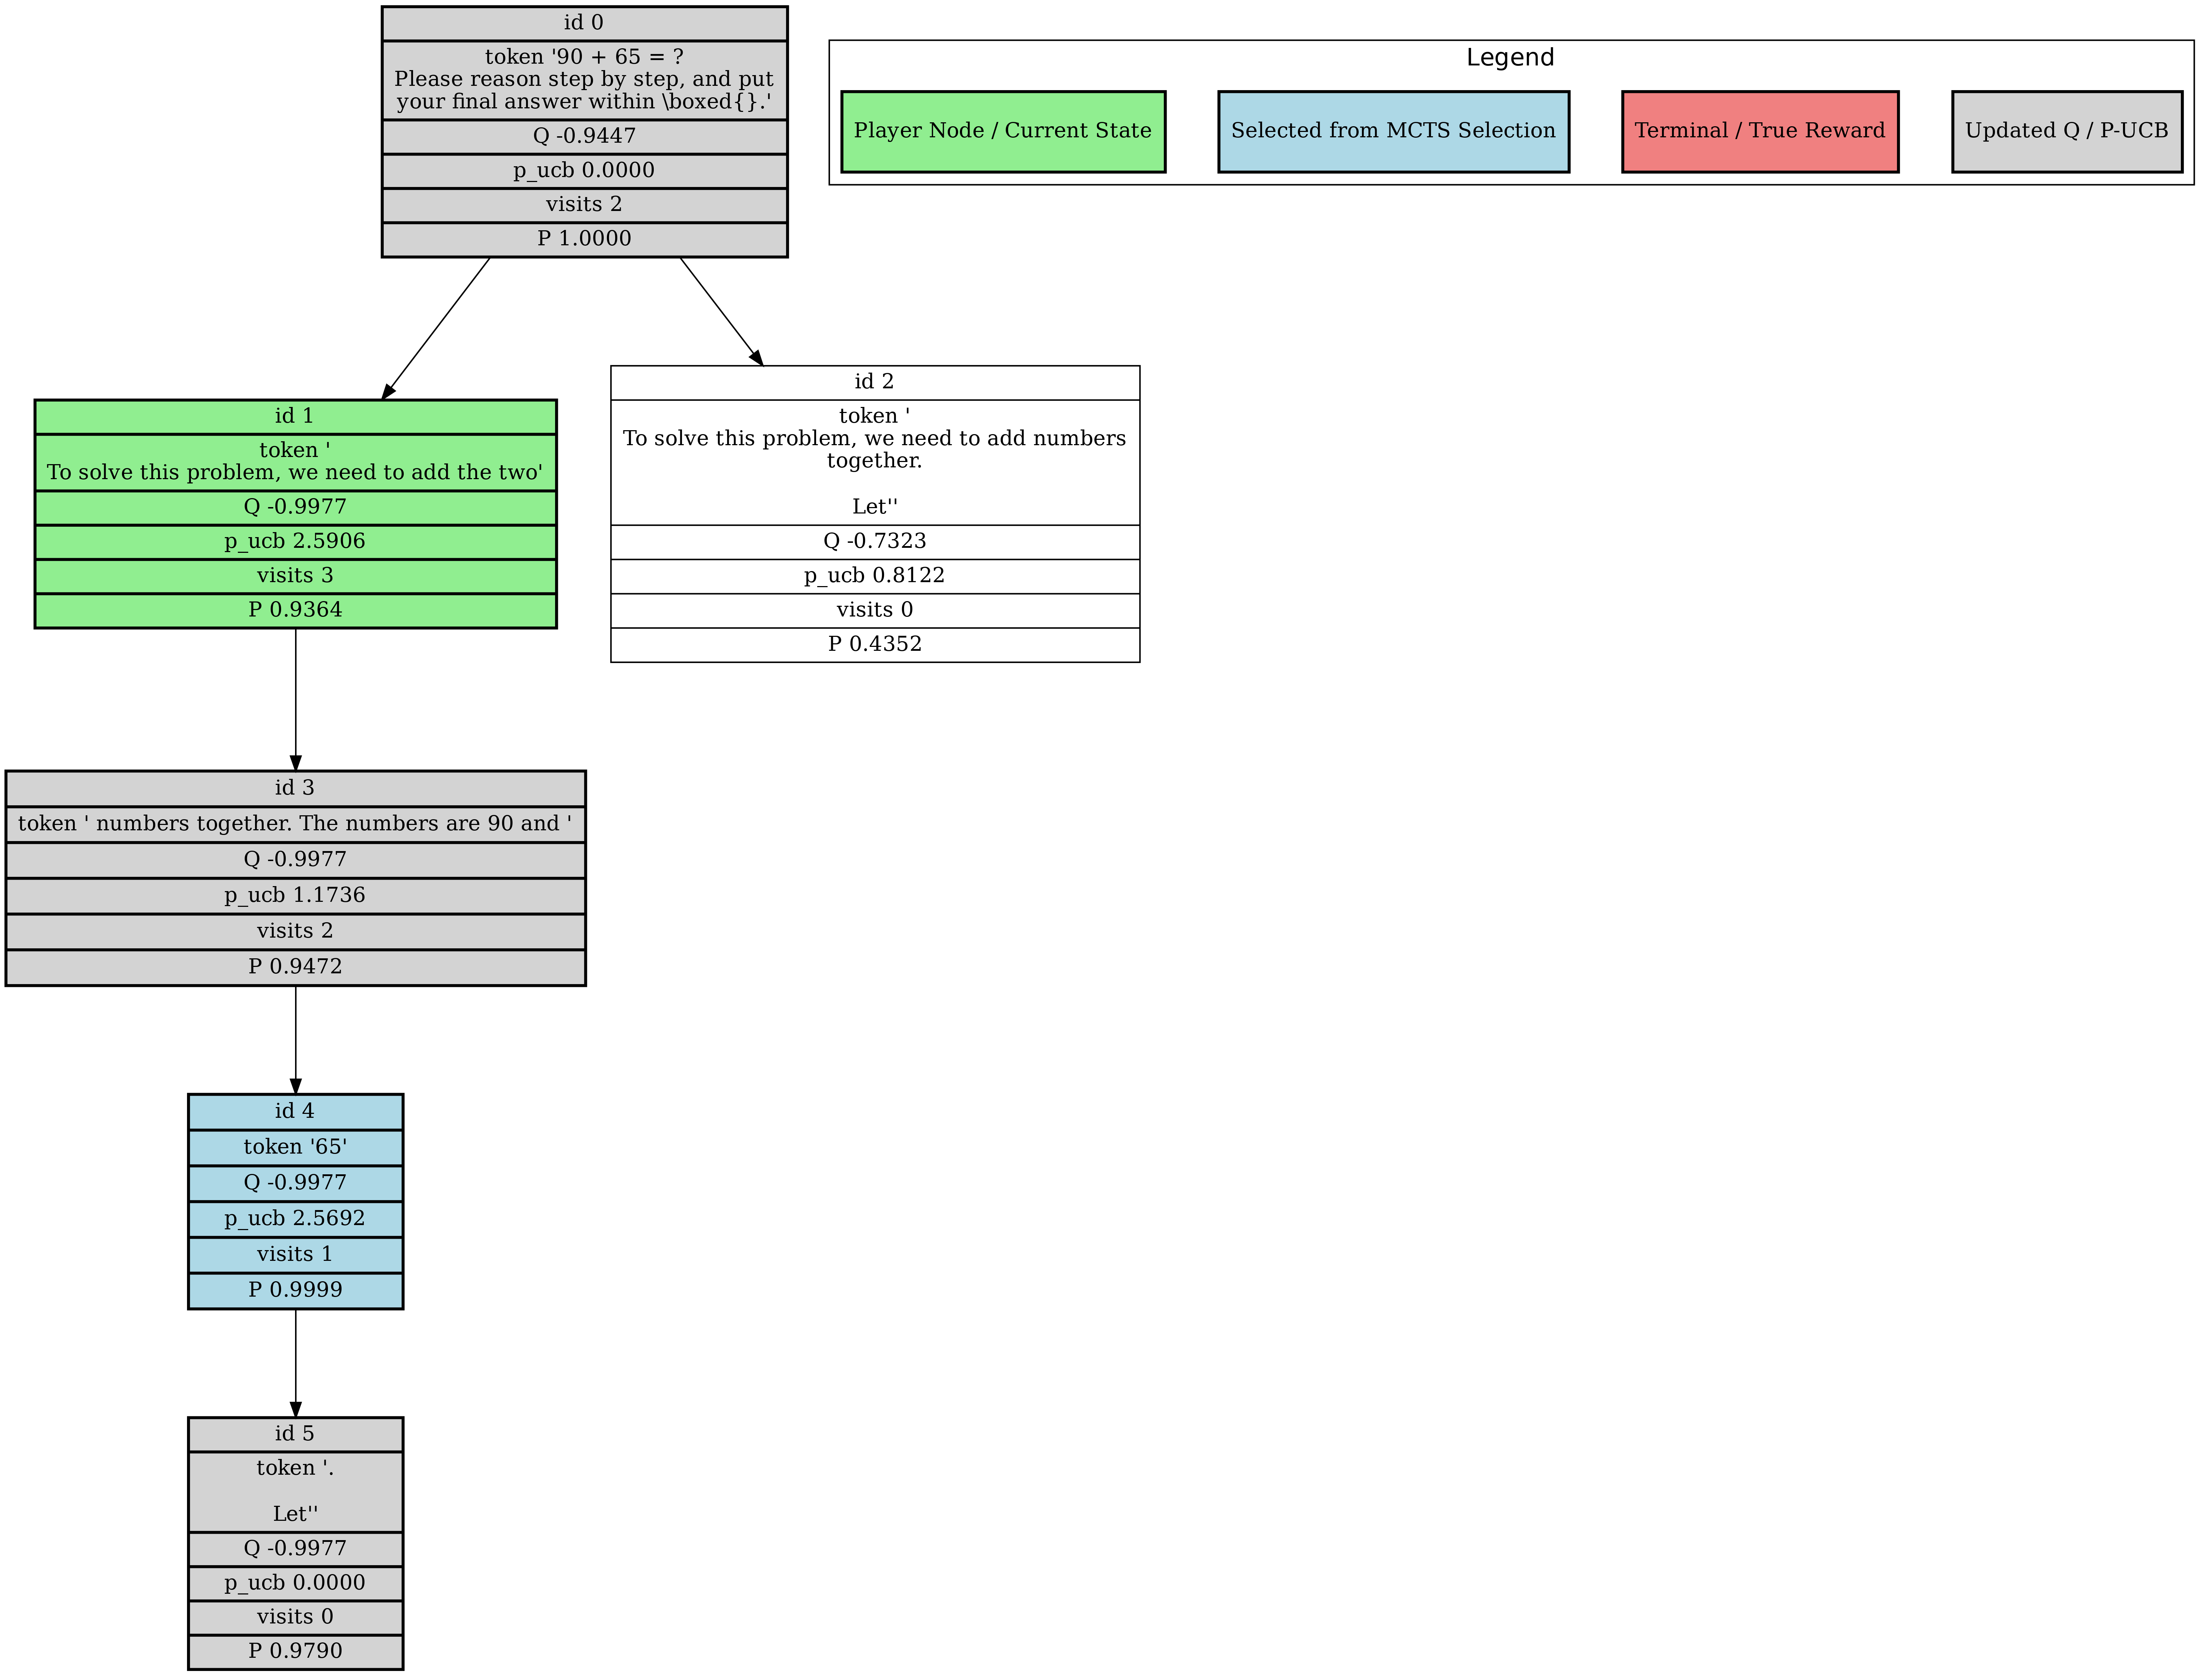 id 0
token '90 + 65 = ?
Please reason step by step, and put
your final answer within \boxed{}.'
Q -0.9447
p_ucb 0.0000
visits 2
P 1.0000
Legend
Player Node / Current State
Selected from MCTS Selection
Terminal / True Reward
Updated Q / P-UCB
id 1
token '
To solve this problem, we need to add the two'
Q -0.9977
p_ucb 2.5906
visits 3
P 0.9364
id 2
token '
To solve this problem, we need to add numbers
together.
Let''
Q -0.7323
p_ucb 0.8122
visits 0
P 0.4352
id 3
token ' numbers together. The numbers are 90 and '
Q -0.9977
p_ucb 1.1736
visits 2
P 0.9472
id 4
token '65'
Q -0.9977
p_ucb 2.5692
visits 1
P 0.9999
id 5
token '.
Let''
Q -0.9977
p_ucb 0.0000
visits 0
P 0.9790